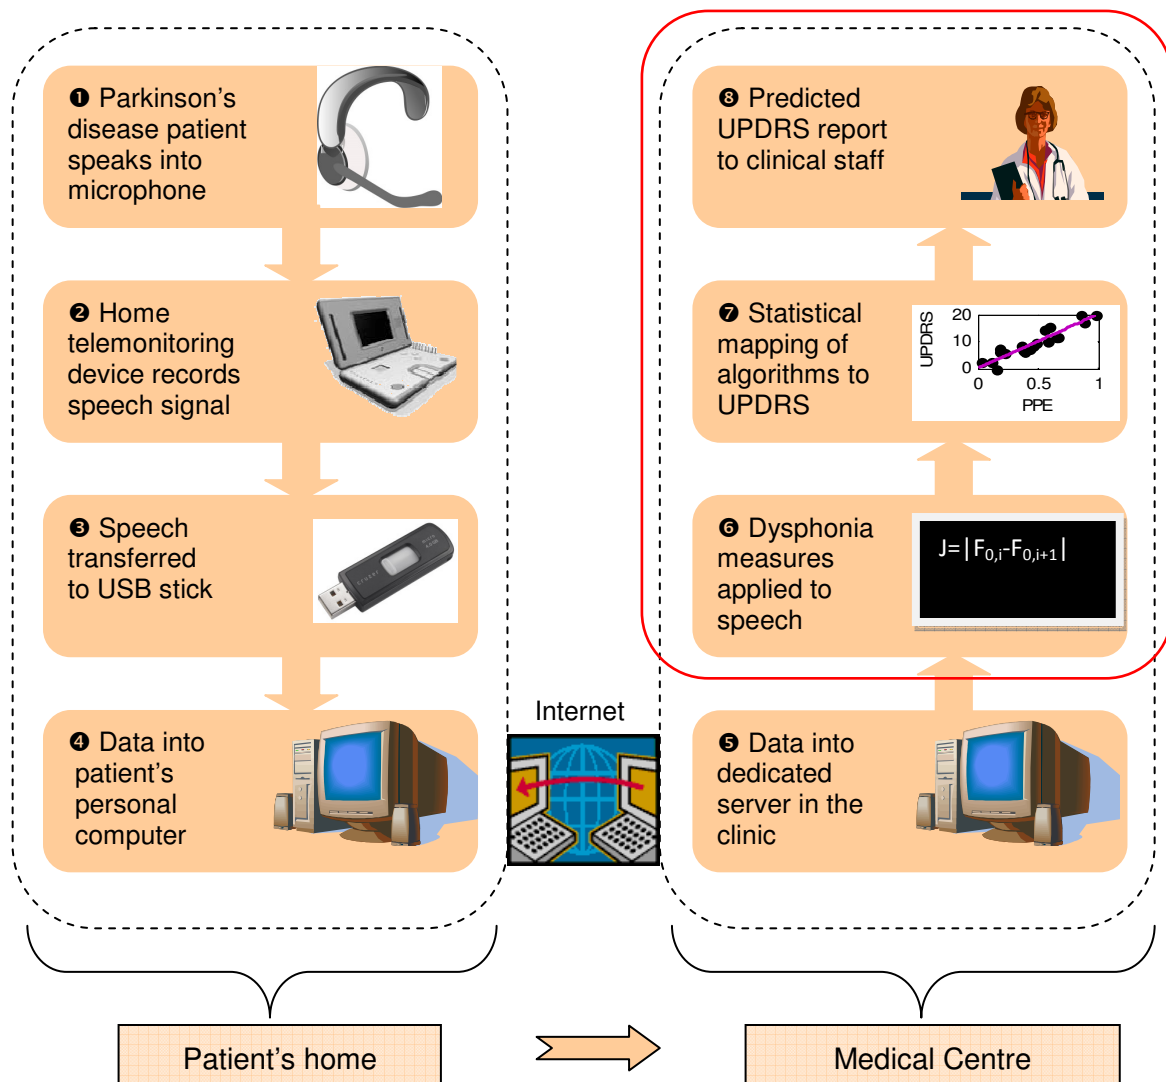 ❶ Parkinson's
disease patient
speaks into
microphone
❷ Home
telemonitoring
device records
speech signal
❸ Speech
transferred
to USB stick
❹ Data into
patient's
personal
computer
Internet
❽ Predicted
UPDRS report
to clinical staff
❼ Statistical
mapping of
algorithms to
UPDRS
UPDRS
20
10
0
0 0.5 1
PPE
❻ Dysphonia
measures
applied to
speech
J=|F0,i-F0,i+1|
❺ Data into
dedicated
server in the
clinic
Patient's home
Medical Centre